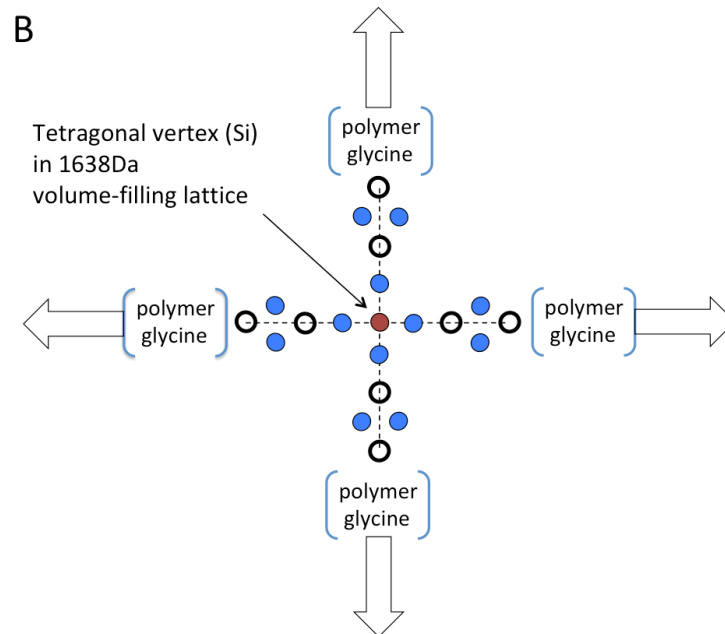 B
polymer
glycine
Tetragonal vertex (Si)
in 1638Da
volume-filling lattice
polymer
glycine
polymer
glycine
polymer
glycine